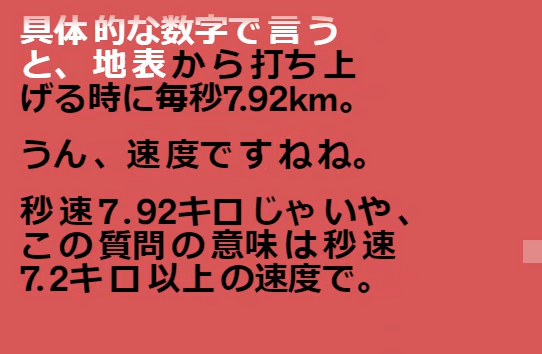 具体的な数字で言う
と、地表から打ち上
げる時に毎秒7.92km。
うん、速度ですねね。
秒速7.92キロじゃいや、
この質問の意味は秒速
7.2キロ以上の速度で。